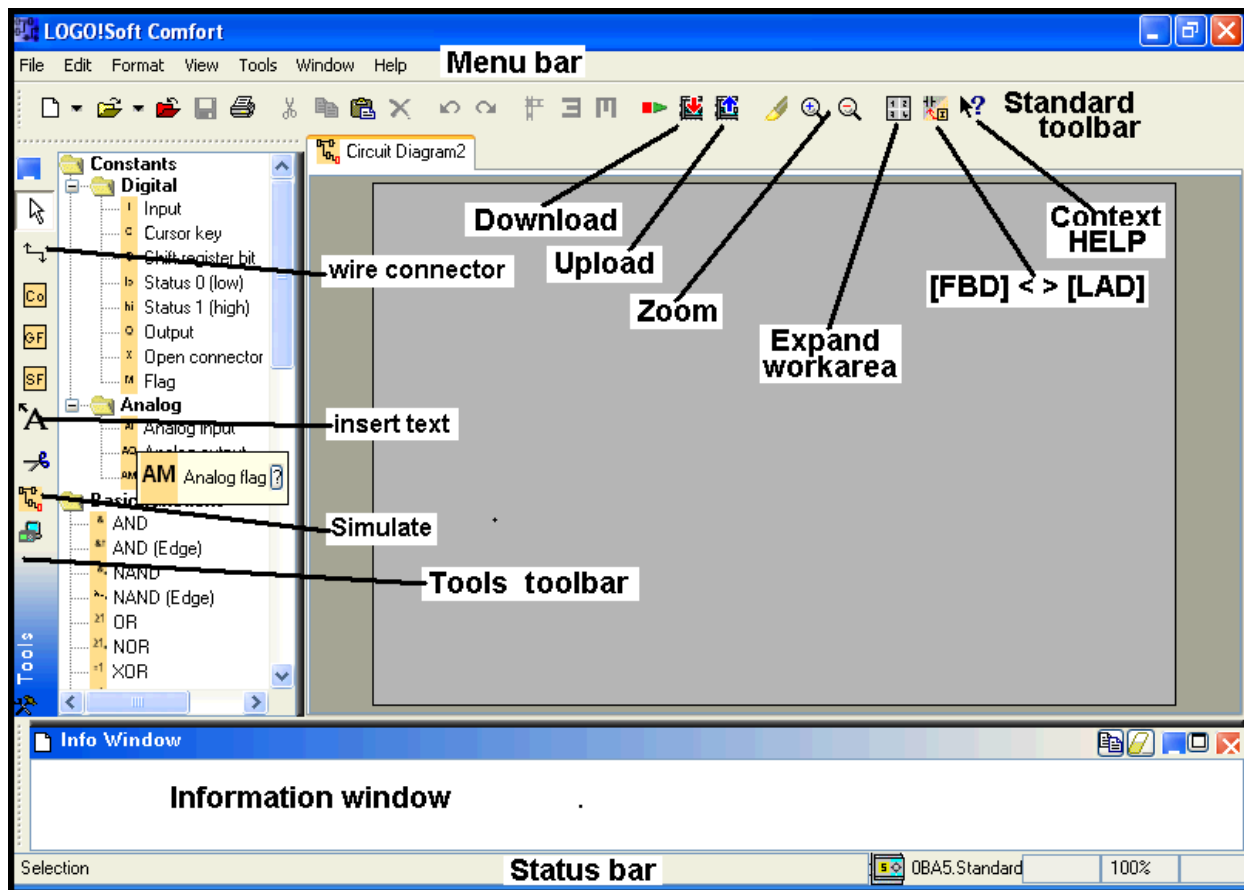 LOGO!Soft Comfort
File Edit Format View Tools Window Help Menu bar
Standard toolbar
Circuit Diagram2
Constants
Digital
Input
Cursor key
Shift register bit
Status 0 (low)
Status 1 (high)
Output
Open connector
Flag
Analog
Analog input
Analog output
AM Analog flag ?
Basic
AND
AND (Edge)
NAND
NAND (Edge)
OR
NOR
XOR
Co
GF
SF
A
Tools
Download
Upload
Zoom
Expand
workarea
[FBD] < > [LAD]
Context
HELP
wire connector
insert text
Simulate
Tools toolbar
Info Window
Information window
Selection Status bar 0BA5.Standard 100%